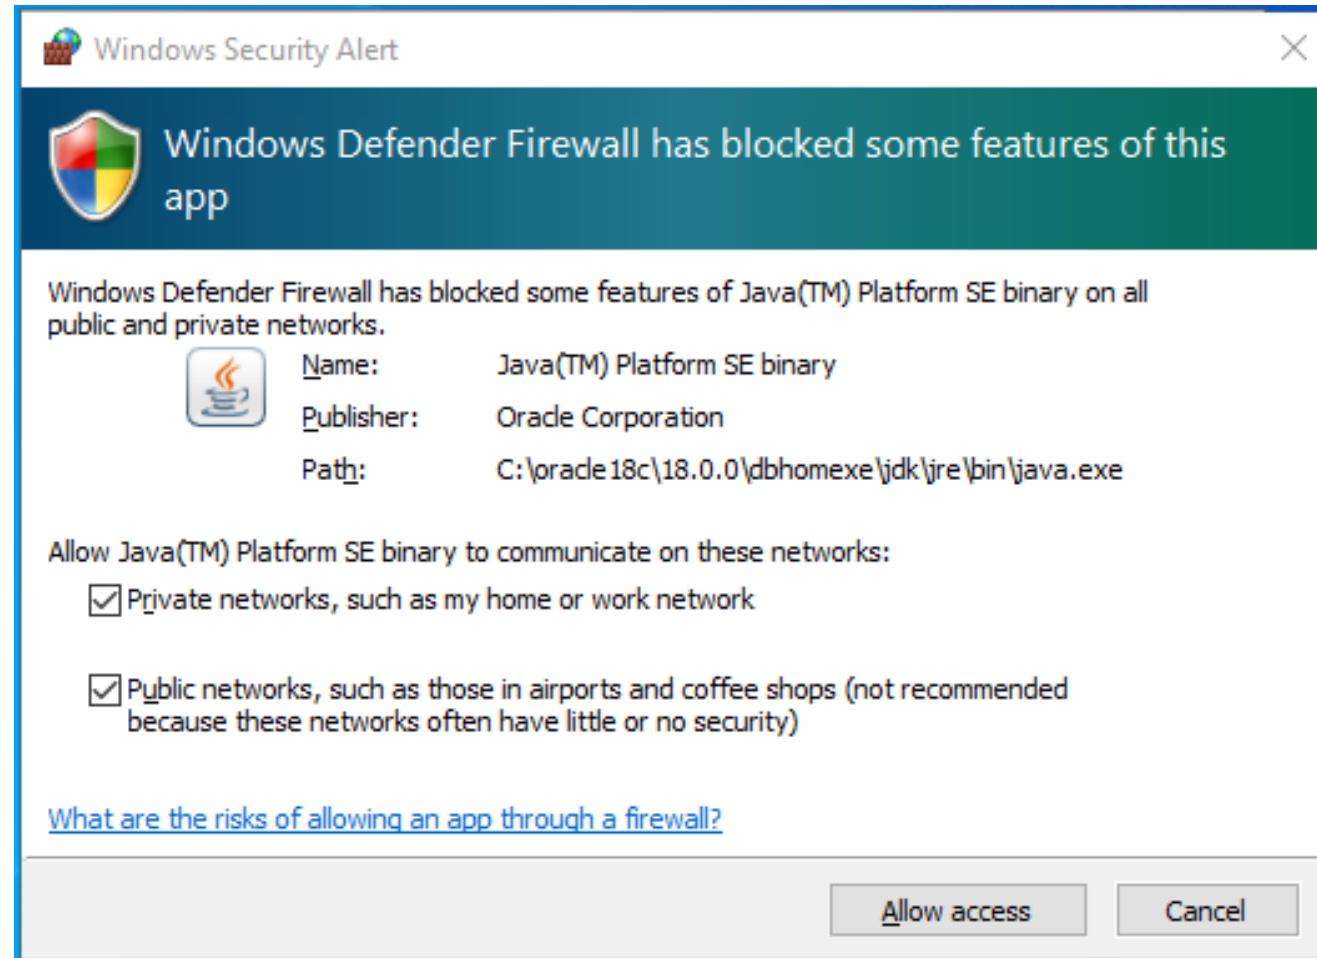 Windows Security Alert
Windows Defender Firewall has blocked some features of this
app
Windows Defender Firewall has blocked some features of Java(TM) Platform SE binary on all
public and private networks.
Name: Java(TM) Platform SE binary
Publisher: Oracle Corporation
Path: C:\oracle18c\18.0.0\dbhomexe\jdk\jre\bin\java.exe
Allow Java(TM) Platform SE binary to communicate on these networks:
Private networks, such as my home or work network
Public networks, such as those in airports and coffee shops (not recommended
because these networks often have little or no security)
What are the risks of allowing an app through a firewall?
Allow access Cancel